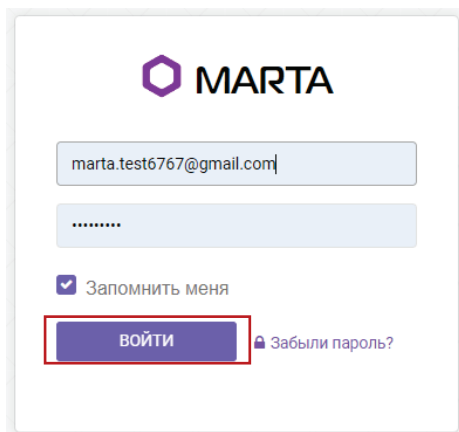 MARTA
marta.test6767@gmail.com
•••••••••
Запомнить меня
ВОЙТИ
Забыли пароль?